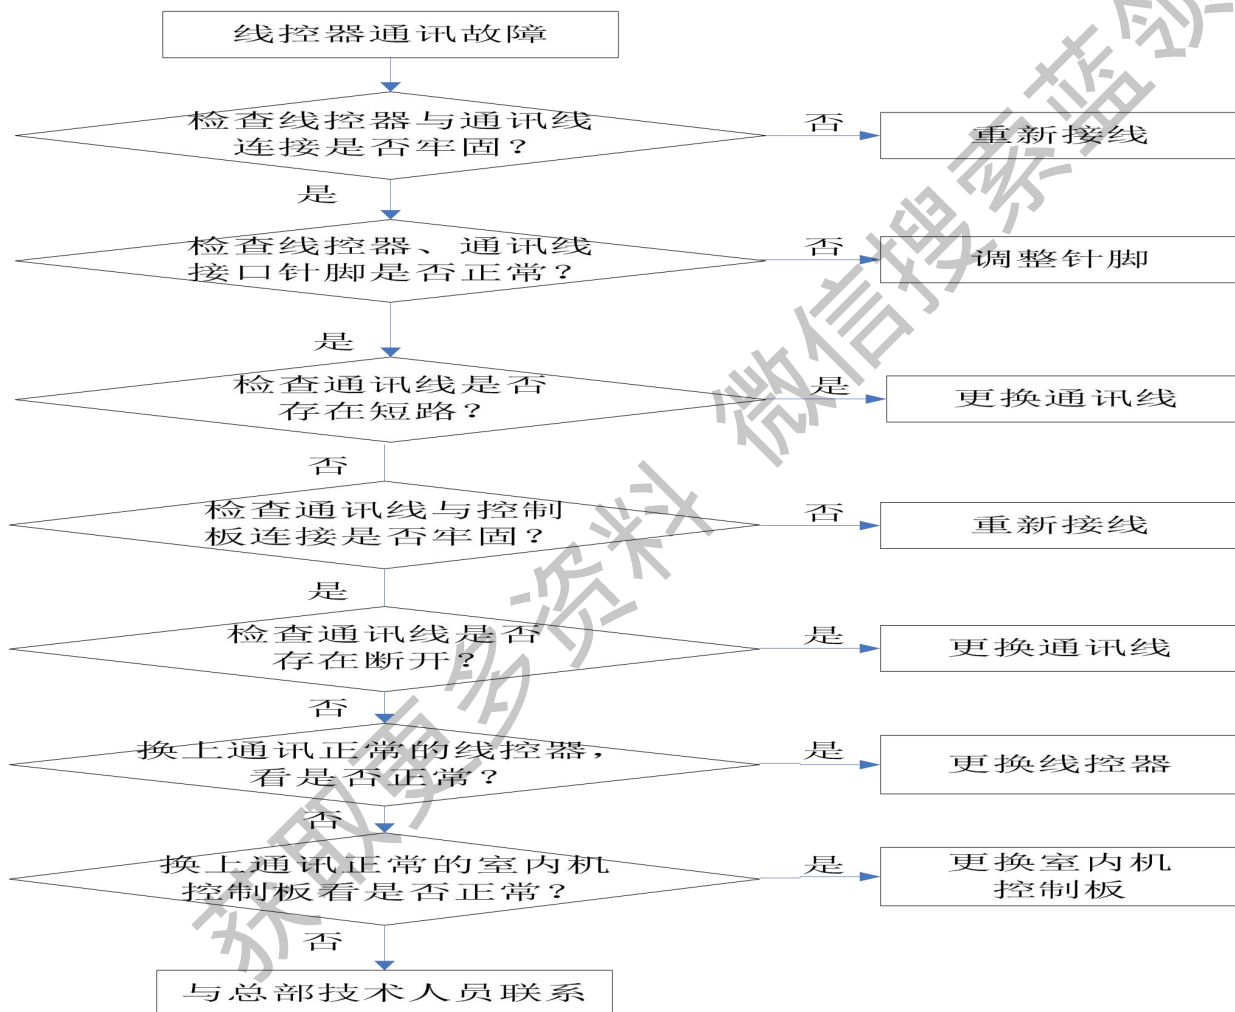 线控器通讯故障
检查线控器与通讯线
连接是否牢固?
否
重新接线
是
检查线控器、通讯线
接口针脚是否正常?
否
调整针脚
是
检查通讯线是否
存在短路?
是
更换通讯线
否
检查通讯线与控制
板连接是否牢固?
否
重新接线
是
检查通讯线是否
存在断开?
是
更换通讯线
否
换上通讯正常的线控器,
看是否正常?
是
更换线控器
否
换上通讯正常的室内机
控制板看是否正常?
是
更换室内机
控制板
否
与总部技术人员联系
获取更多资料 微信搜索蓝领